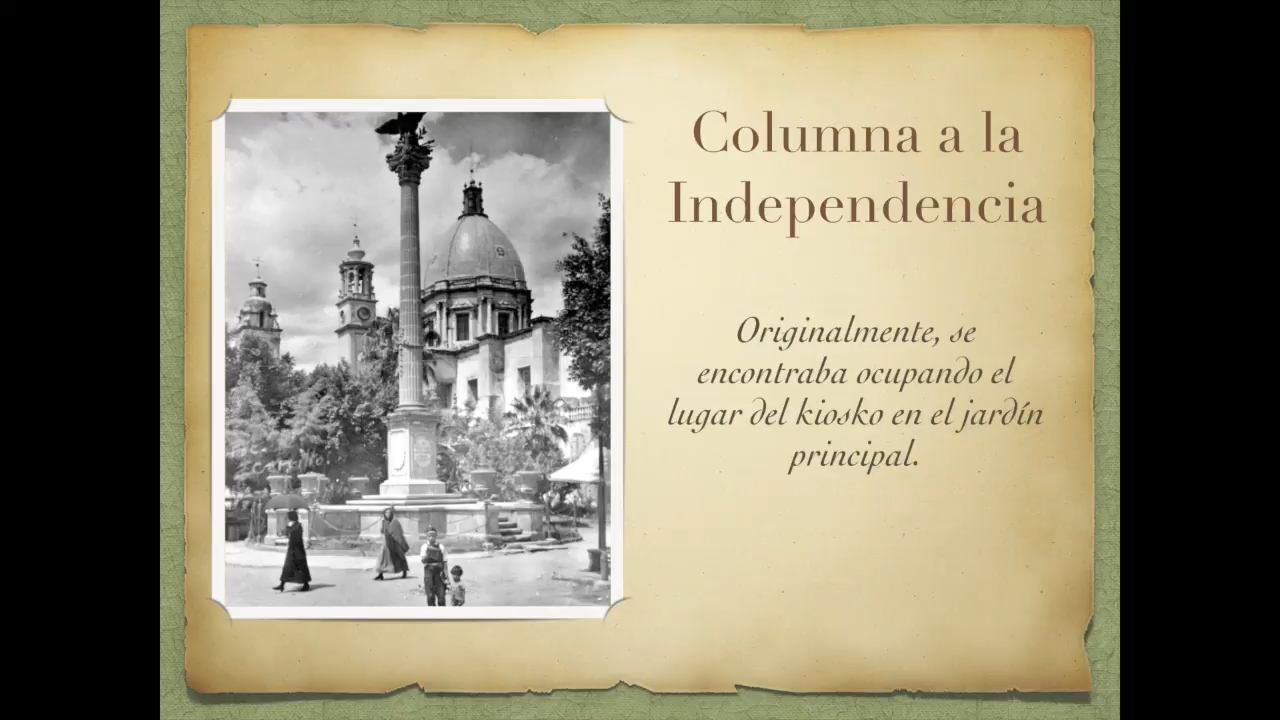 Columna a la
Independencia
Originalmente, se
encontraba ocupando el
lugar del kiosko en el jardín
principal.